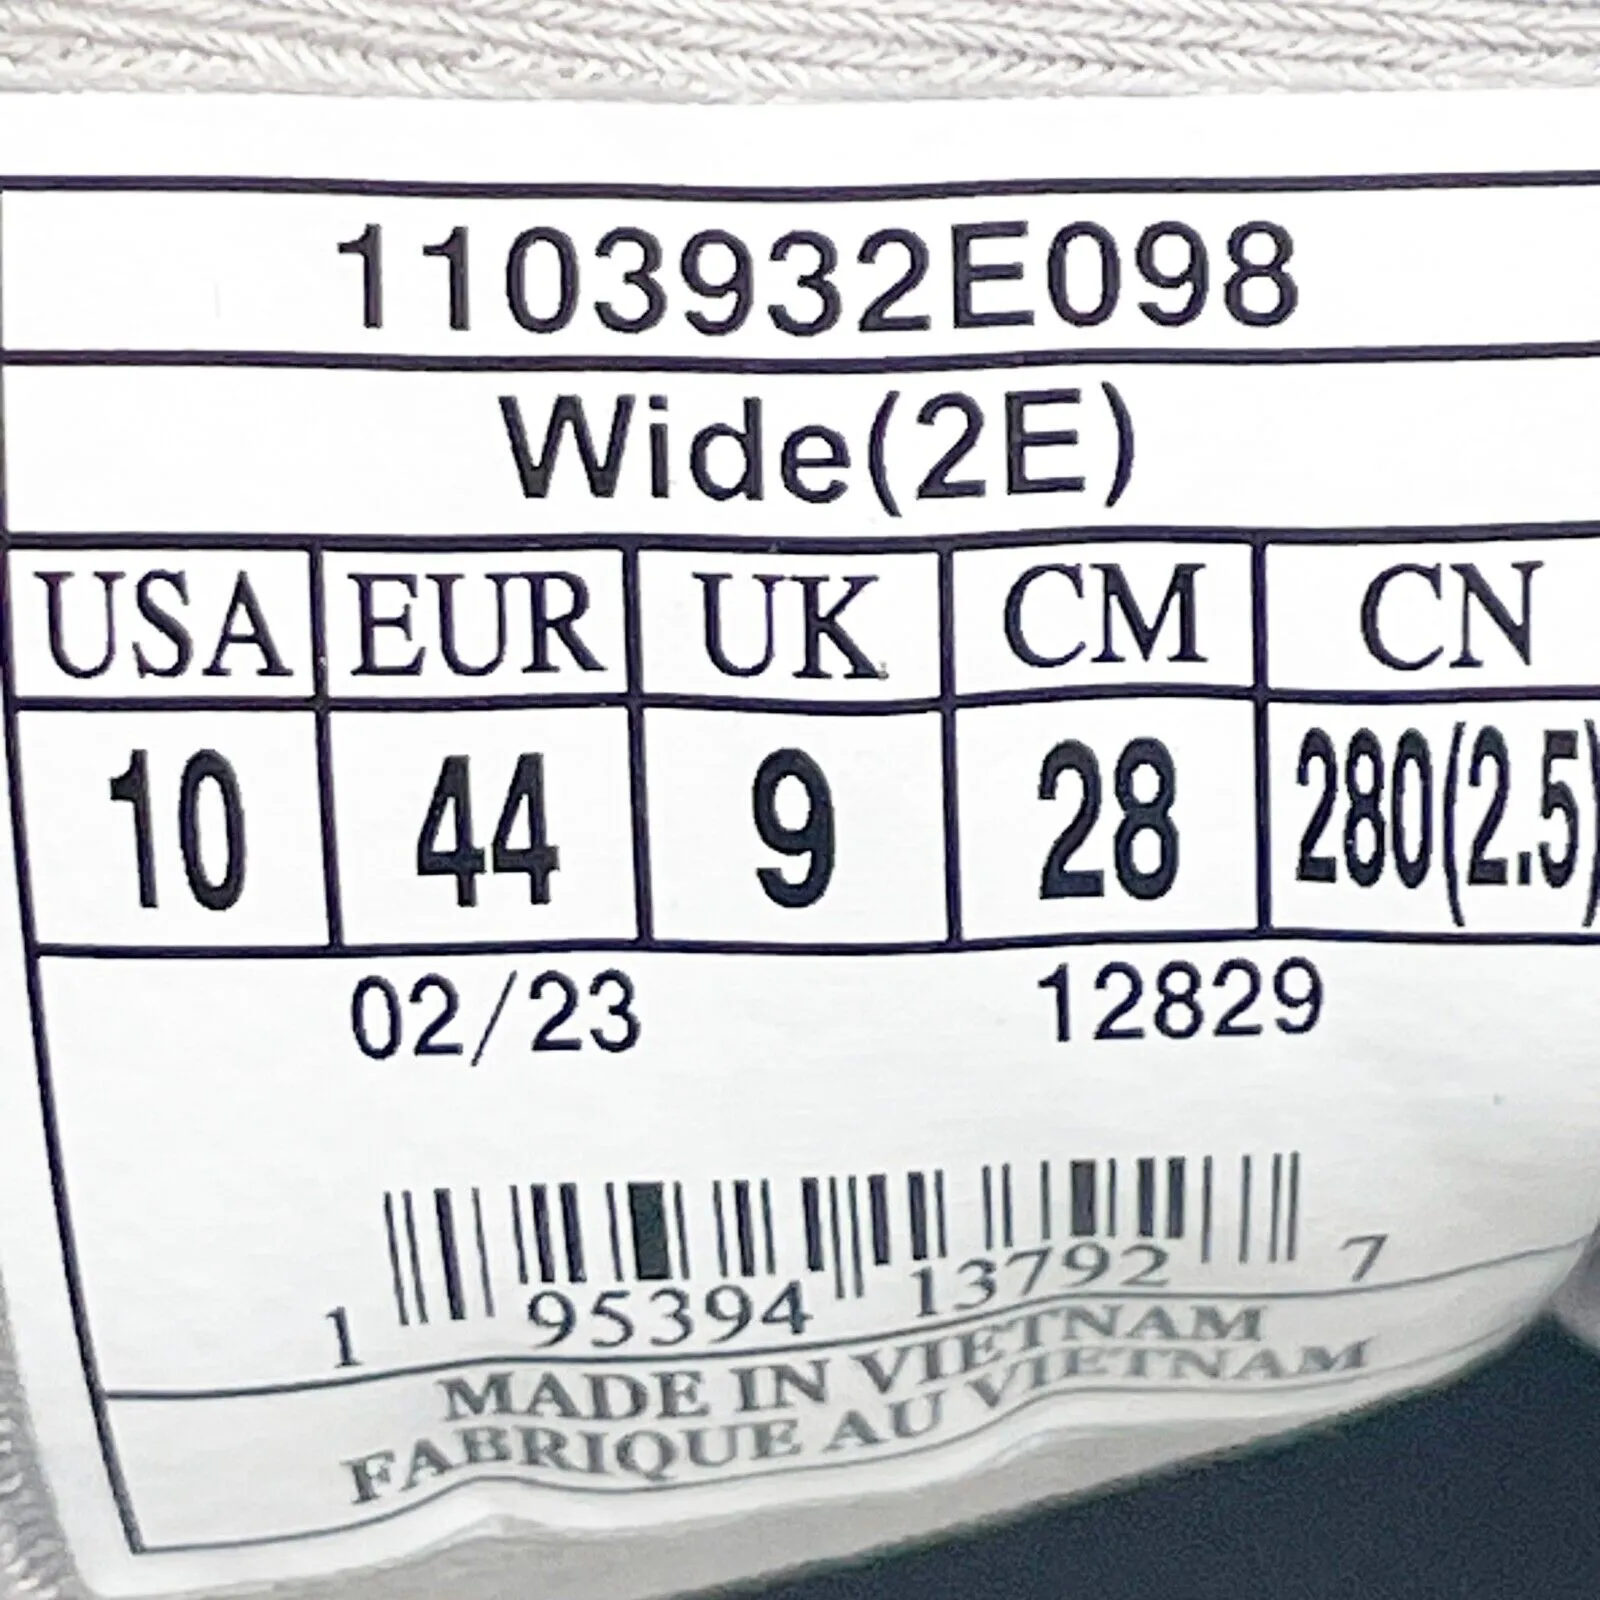 1103932E098
Wide(2E)
USA EUR UK CM CN
10 44 9 28 280(2.5)
02/23 12829
1 95394 13792 7
MADE IN VIETNAM
FABRIQUE AU VIETNAM